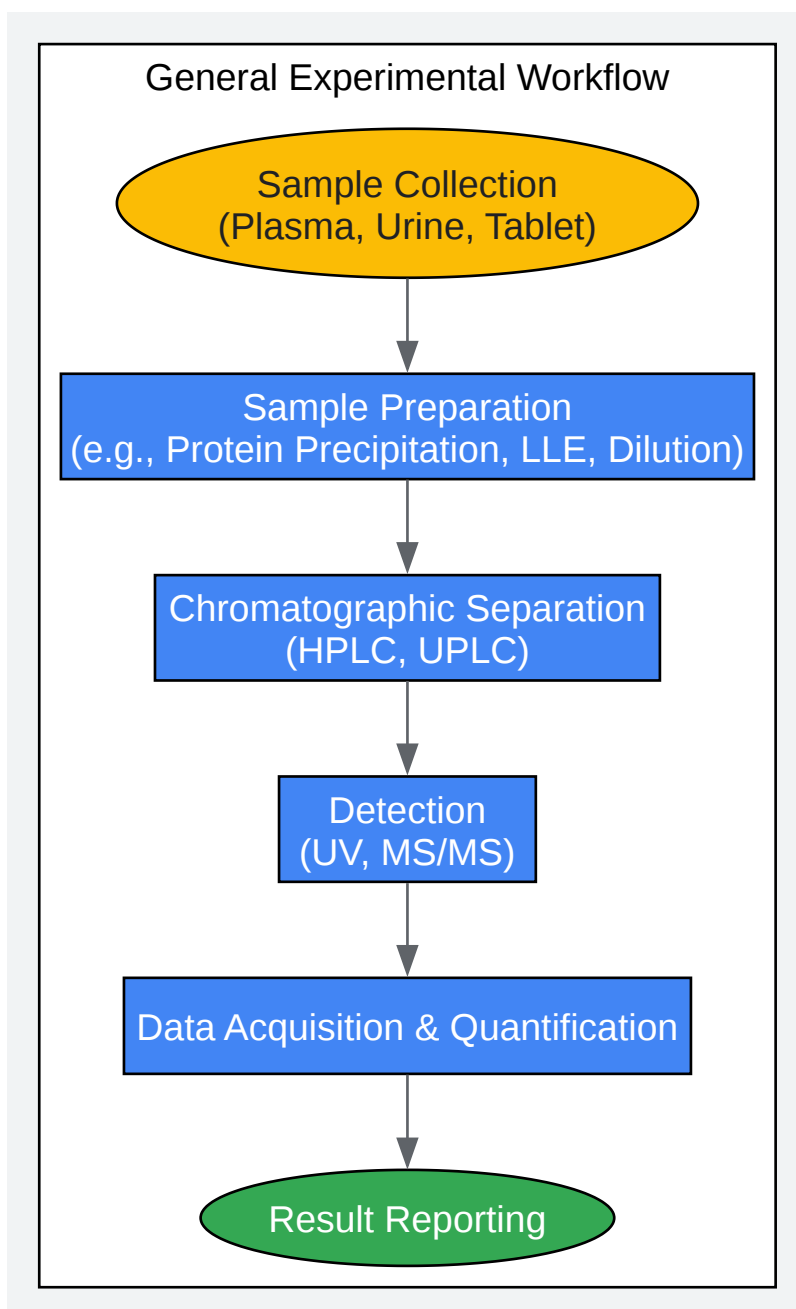 General Experimental Workflow
Sample Collection
(Plasma, Urine, Tablet)
Sample Preparation
(e.g., Protein Precipitation, LLE, Dilution)
Chromatographic Separation
(HPLC, UPLC)
Detection
(UV, MS/MS)
Data Acquisition & Quantification
Result Reporting